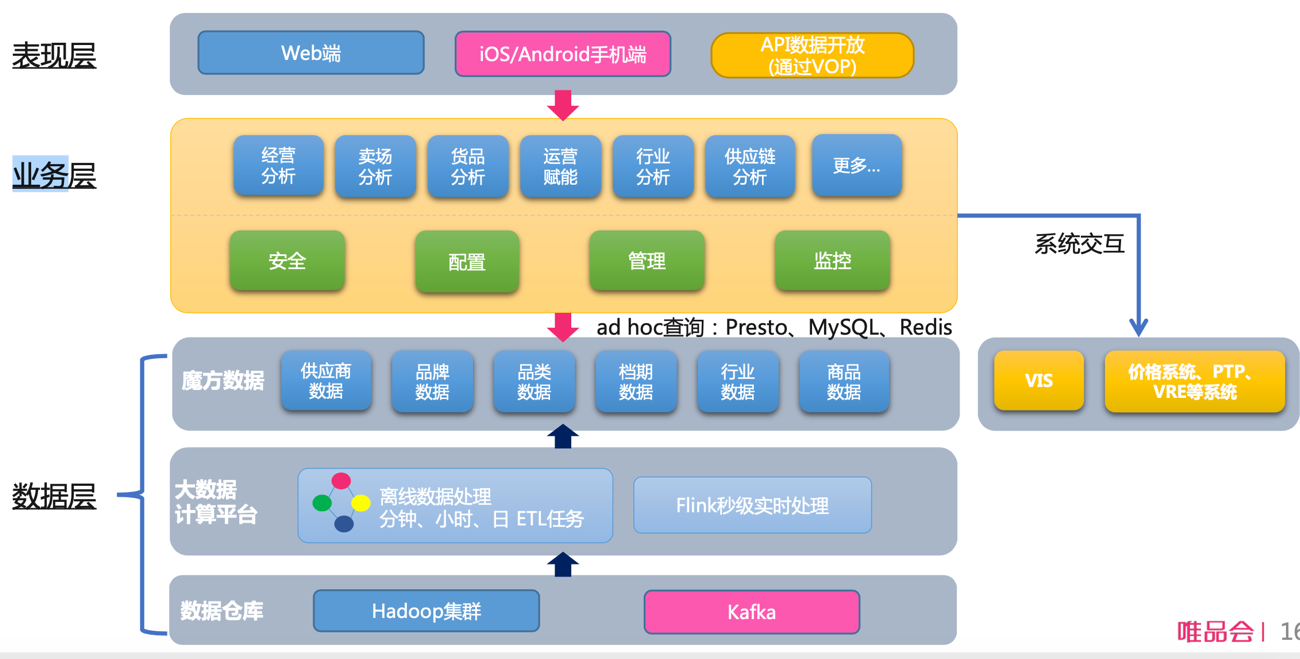 表现层
Web端
iOS/Android手机端
API数据开放
(通过VOP)
业务层
经营
分析
卖场
分析
货品
分析
运营
赋能
行业
分析
供应链
分析
更多...
安全
配置
管理
监控
系统交互
ad hoc查询：Presto、MySQL、Redis
数据层
魔方数据
供应商
数据
品牌
数据
品类
数据
档期
数据
行业
数据
商品
数据
VIS
价格系统、PTP、
VRE等系统
大数据
计算平台
离线数据处理
分钟、小时、日 ETL任务
Flink秒级实时处理
数据仓库
Hadoop集群
Kafka
唯品会